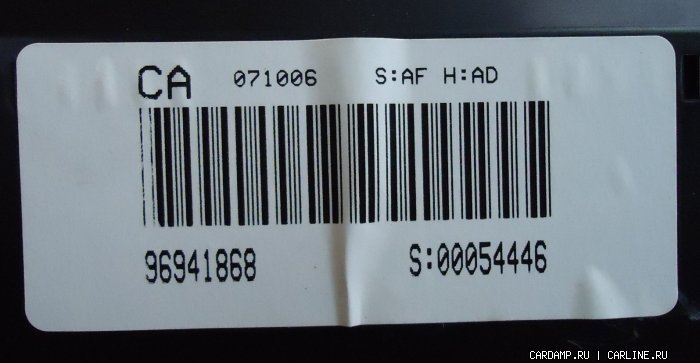 CA 071006 S:AF H:AD
96941868 S:00054446
CARDAMP.RU | CARLINE.RU